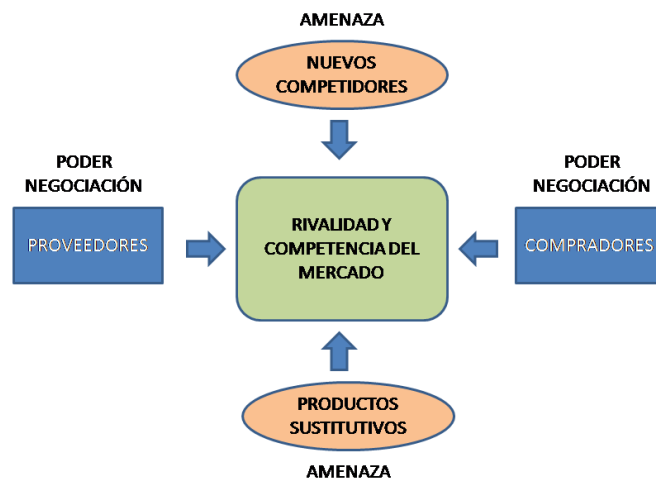 AMENAZA
NUEVOS
COMPETIDORES
PODER
NEGOCIACIÓN
PROVEEDORES
RIVALIDAD Y
COMPETENCIA DEL
MERCADO
PODER
NEGOCIACIÓN
COMPRADORES
PRODUCTOS
SUSTITUTIVOS
AMENAZA